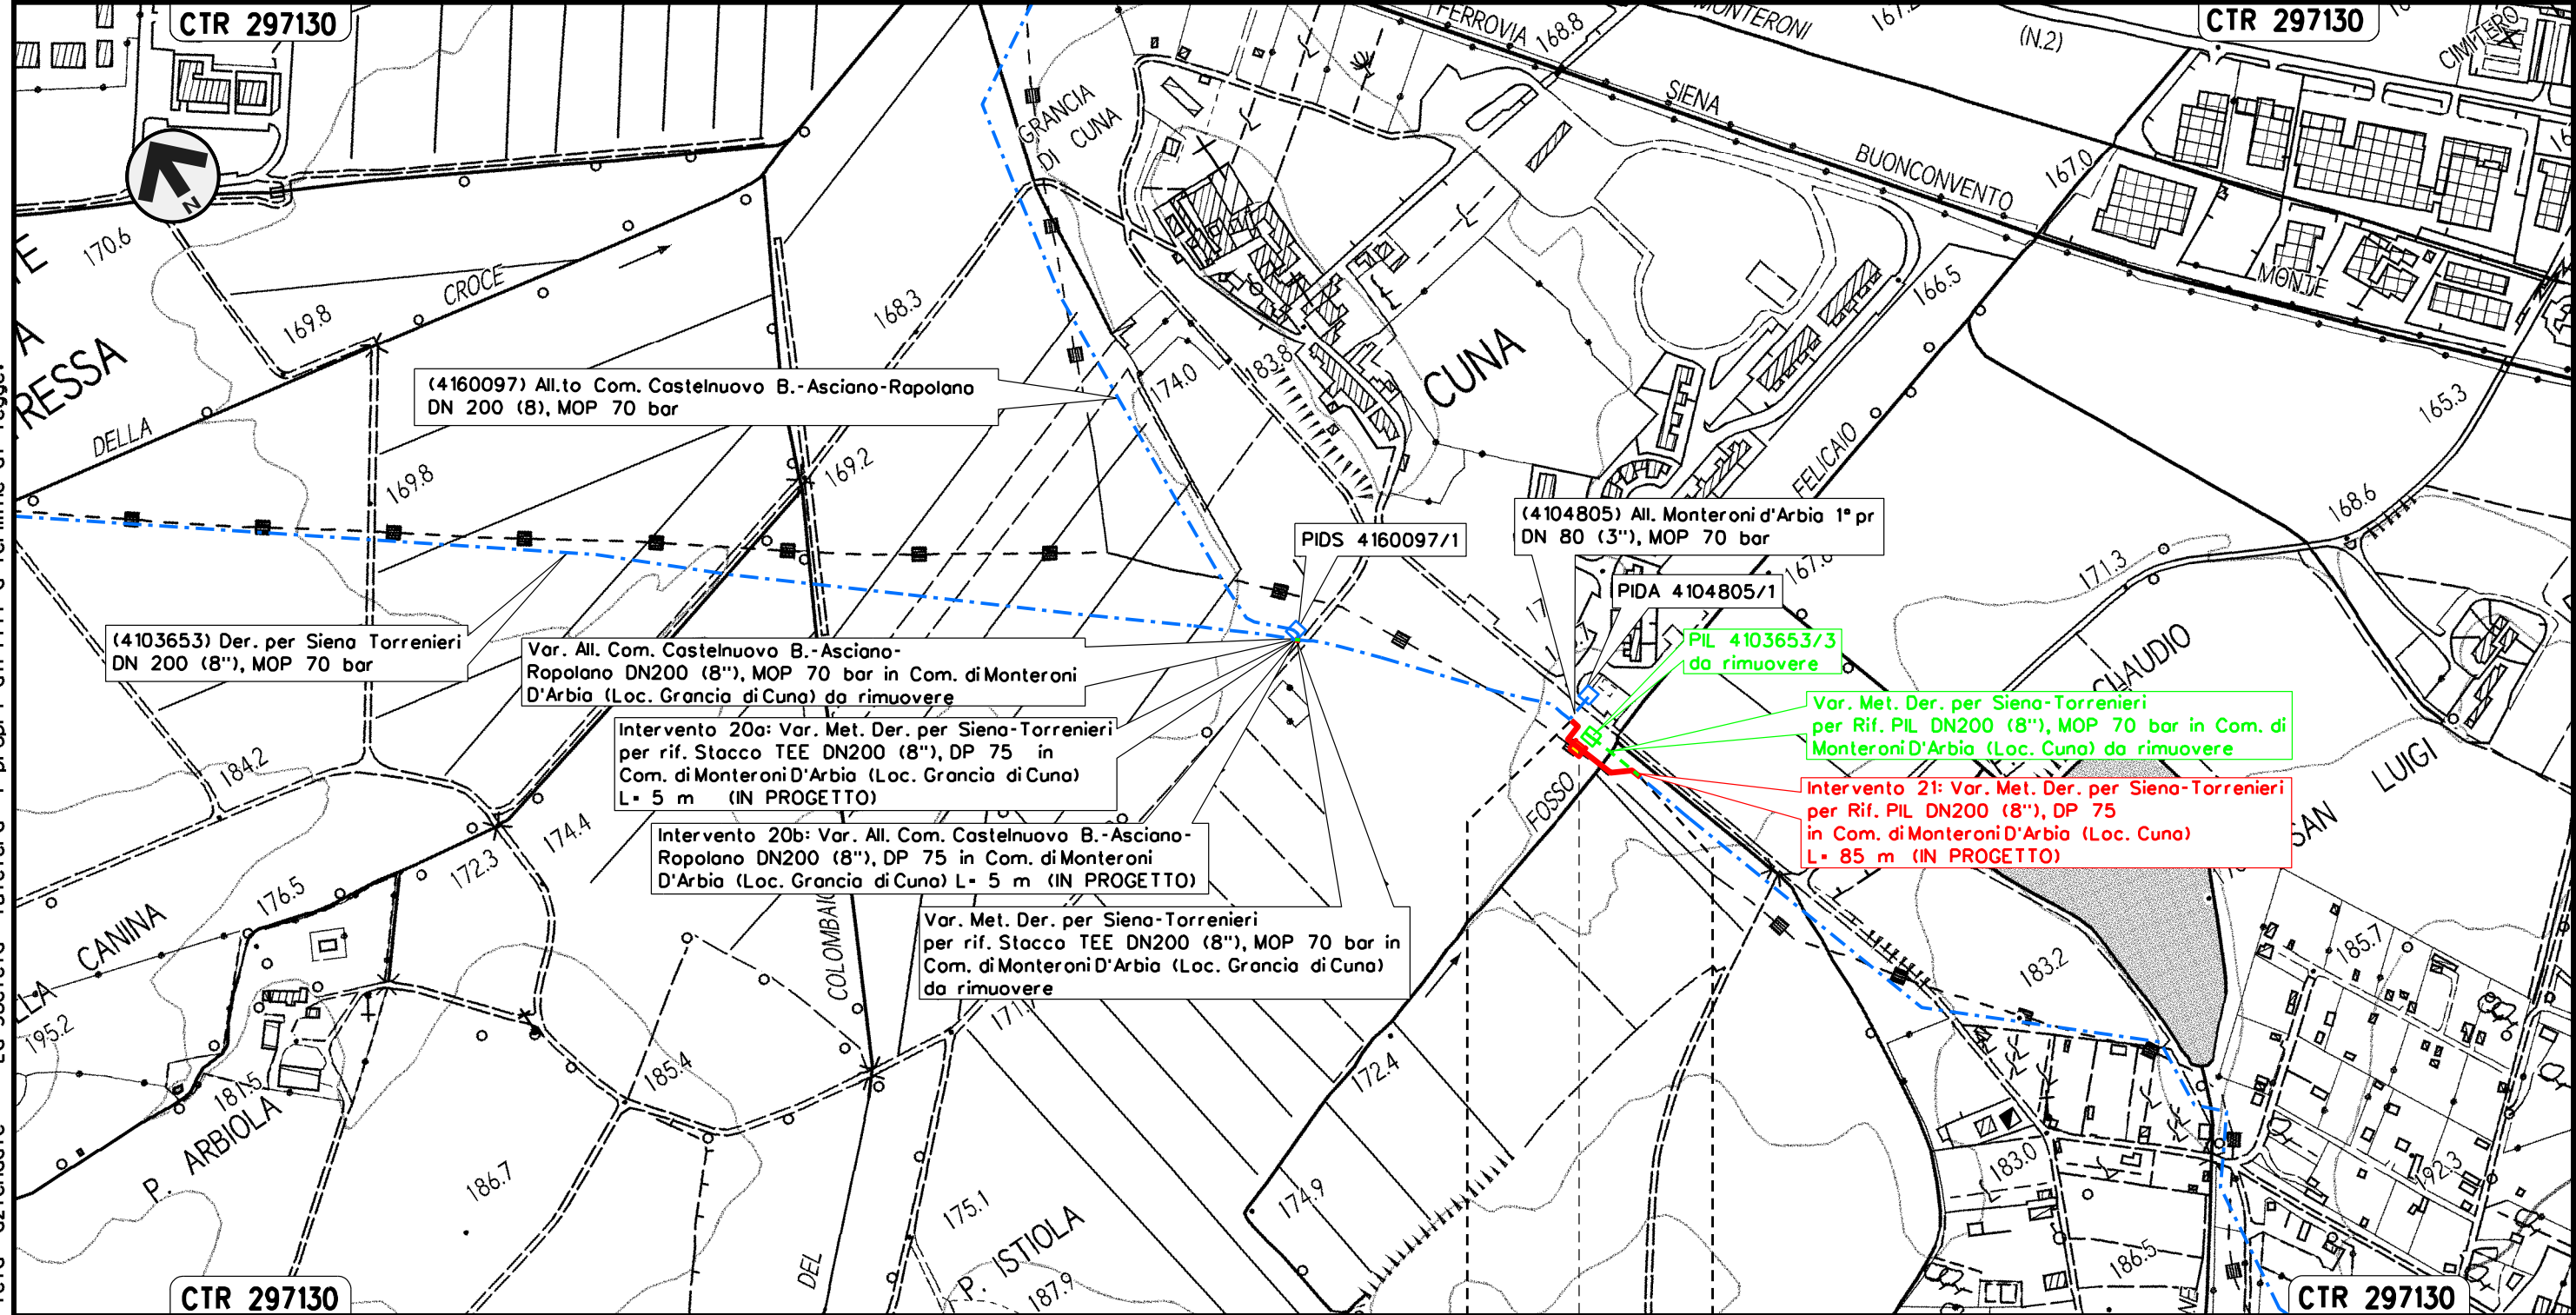 CTR 297130
CTR 297130
FERROVIA
168.8
MONTERONI
(N.2)
CIMITERO
GRANCIA
DI CUNA
SIENA
BUONCONVENTO
167.0
MONTE
N
170.6
RESSA
CROCE
169.8
168.3
166.5
CUNA
183.8
174.0
165.3
(4160097) All.to Com. Castelnuovo B.-Asciano-Rapolana
DN 200 (8), MOP 70 bar
DELLA
169.8
169.2
FELICAIO
168.6
PIDS 4160097/1
(4104805) All. Monteroni d'Arbia 1° pr
DN 80 (3"), MOP 70 bar
PIDA 4104805/1
171.3
(4103653) Der. per Siena Torrenieri
DN 200 (8"), MOP 70 bar
Var. All. Com. Castelnuovo B.-Asciano-
Rapolano DN200 (8"), MOP 70 bar in Com. di Monteroni
D'Arbia (Loc. Grancia di Cuna) da rimuovere
PIL 4103653/3
da rimuovere
CLAUDIO
Var. Met. Der. per Siena-Torrenieri
per Rif. PIL DN200 (8"), MOP 70 bar in Com. di
Monteroni D'Arbia (Loc. Cuna) da rimuovere
LUIGI
SAN
Intervento 20a: Var. Met. Der. per Siena-Torrenieri
per rif. Stacco TEE DN200 (8"), DP 75 in
Com. di Monteroni D'Arbia (Loc. Grancia di Cuna)
L= 5 m (IN PROGETTO)
Intervento 21: Var. Met. Der. per Siena-Torrenieri
per Rif. PIL DN200 (8"), DP 75
in Com. di Monteroni D'Arbia (Loc. Cuna)
L= 85 m (IN PROGETTO)
184.2
FOSSO
174.4
172.3
Intervento 20b: Var. All. Com. Castelnuovo B.-Asciano-
Rapolano DN200 (8"), DP 75 in Com. di Monteroni
D'Arbia (Loc. Grancia di Cuna) L= 5 m (IN PROGETTO)
176.5
CANINA
COLOMBAIO
Var. Met. Der. per Siena-Torrenieri
per rif. Stacco TEE DN200 (8"), MOP 70 bar in
Com. di Monteroni D'Arbia (Loc. Grancia di Cuna)
da rimuovere
185.7
183.2
195.2
181.5
185.4
172.4
P. ARBIOLA
186.7
183.0
192.3
174.9
175.1
P. ISTIOLA
187.9
DEL
186.5
CTR 297130
CTR 297130